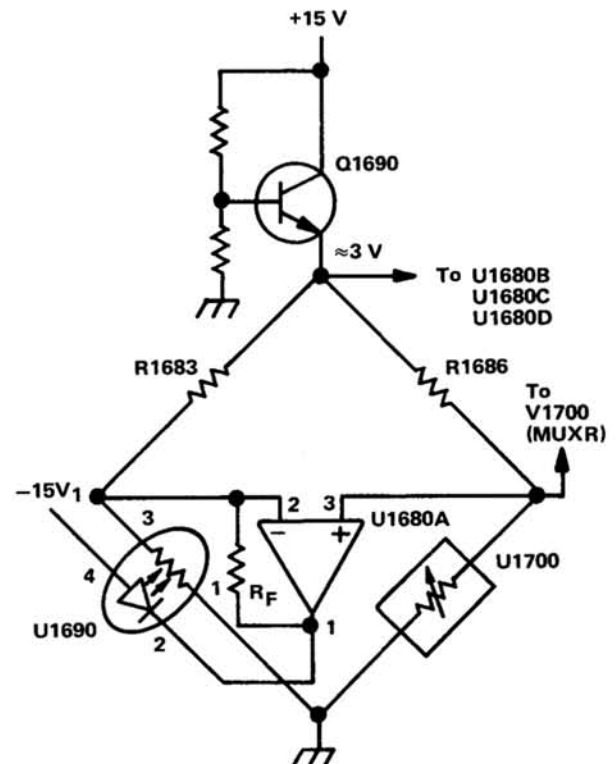 +15 V
Q1690
≈3 V
To U1680B
U1680C
U1680D
R1683
R1686
To
V1700
(MUXR)
−15V
1
3
2
3
U1680A
− +
4
1
RF
1
U1700
U1690
2